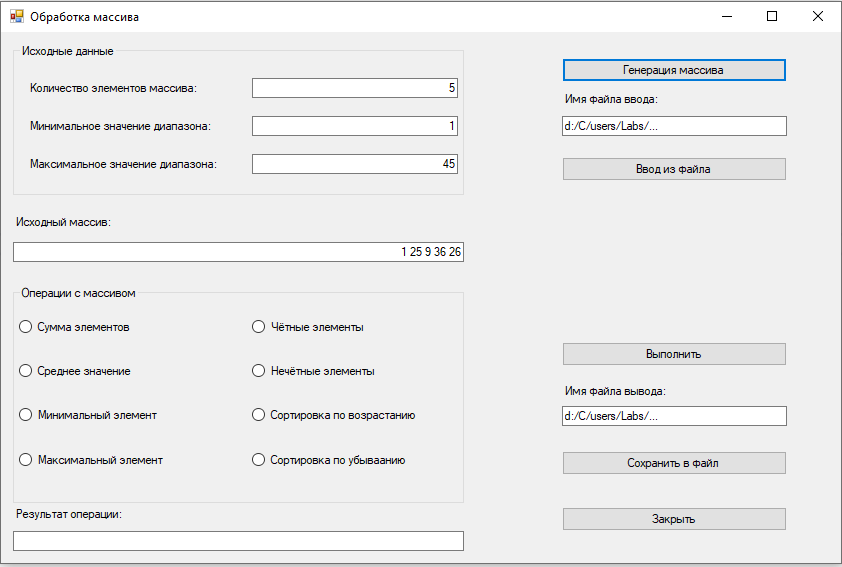 Обработка массива
Исходные данные
Количество элементов массива: 5
Минимальное значение диапазона: 1
Максимальное значение диапазона: 45
Генерация массива
Имя файла ввода:
d:/C/users/Labs/...
Ввод из файла
Исходный массив:
1 25 9 36 26
Операции с массивом
Сумма элементов
Чётные элементы
Среднее значение
Нечётные элементы
Минимальный элемент
Сортировка по возрастанию
Максимальный элемент
Сортировка по убываанию
Выполнить
Имя файла вывода:
d:/C/users/Labs/...
Сохранить в файл
Результат операции:
Закрыть